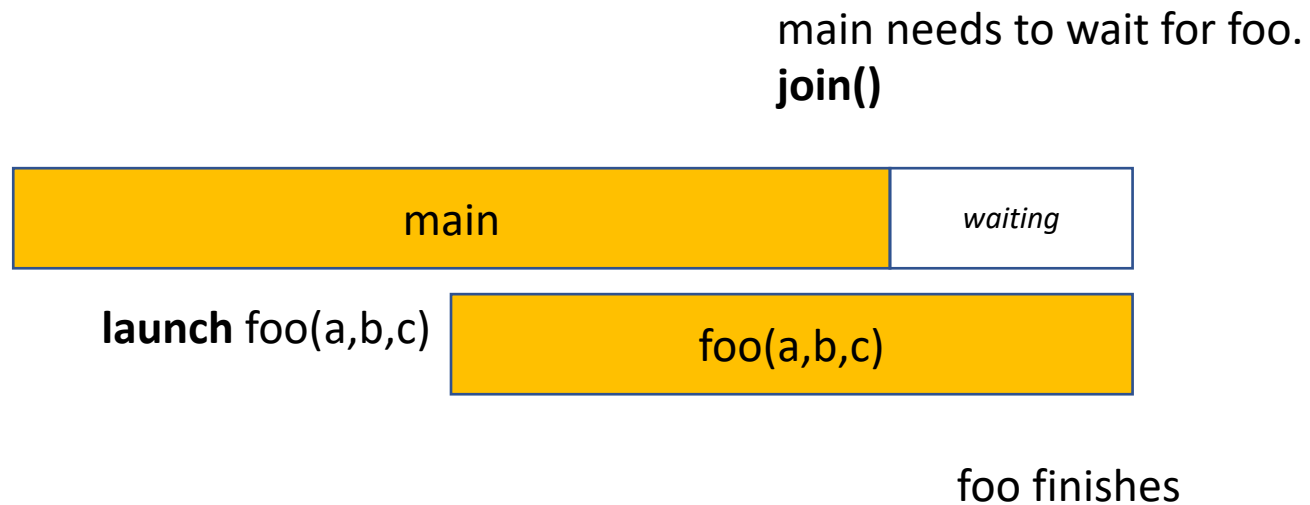 main needs to wait for foo.
join()
main
waiting
launch foo(a,b,c)
foo(a,b,c)
foo finishes